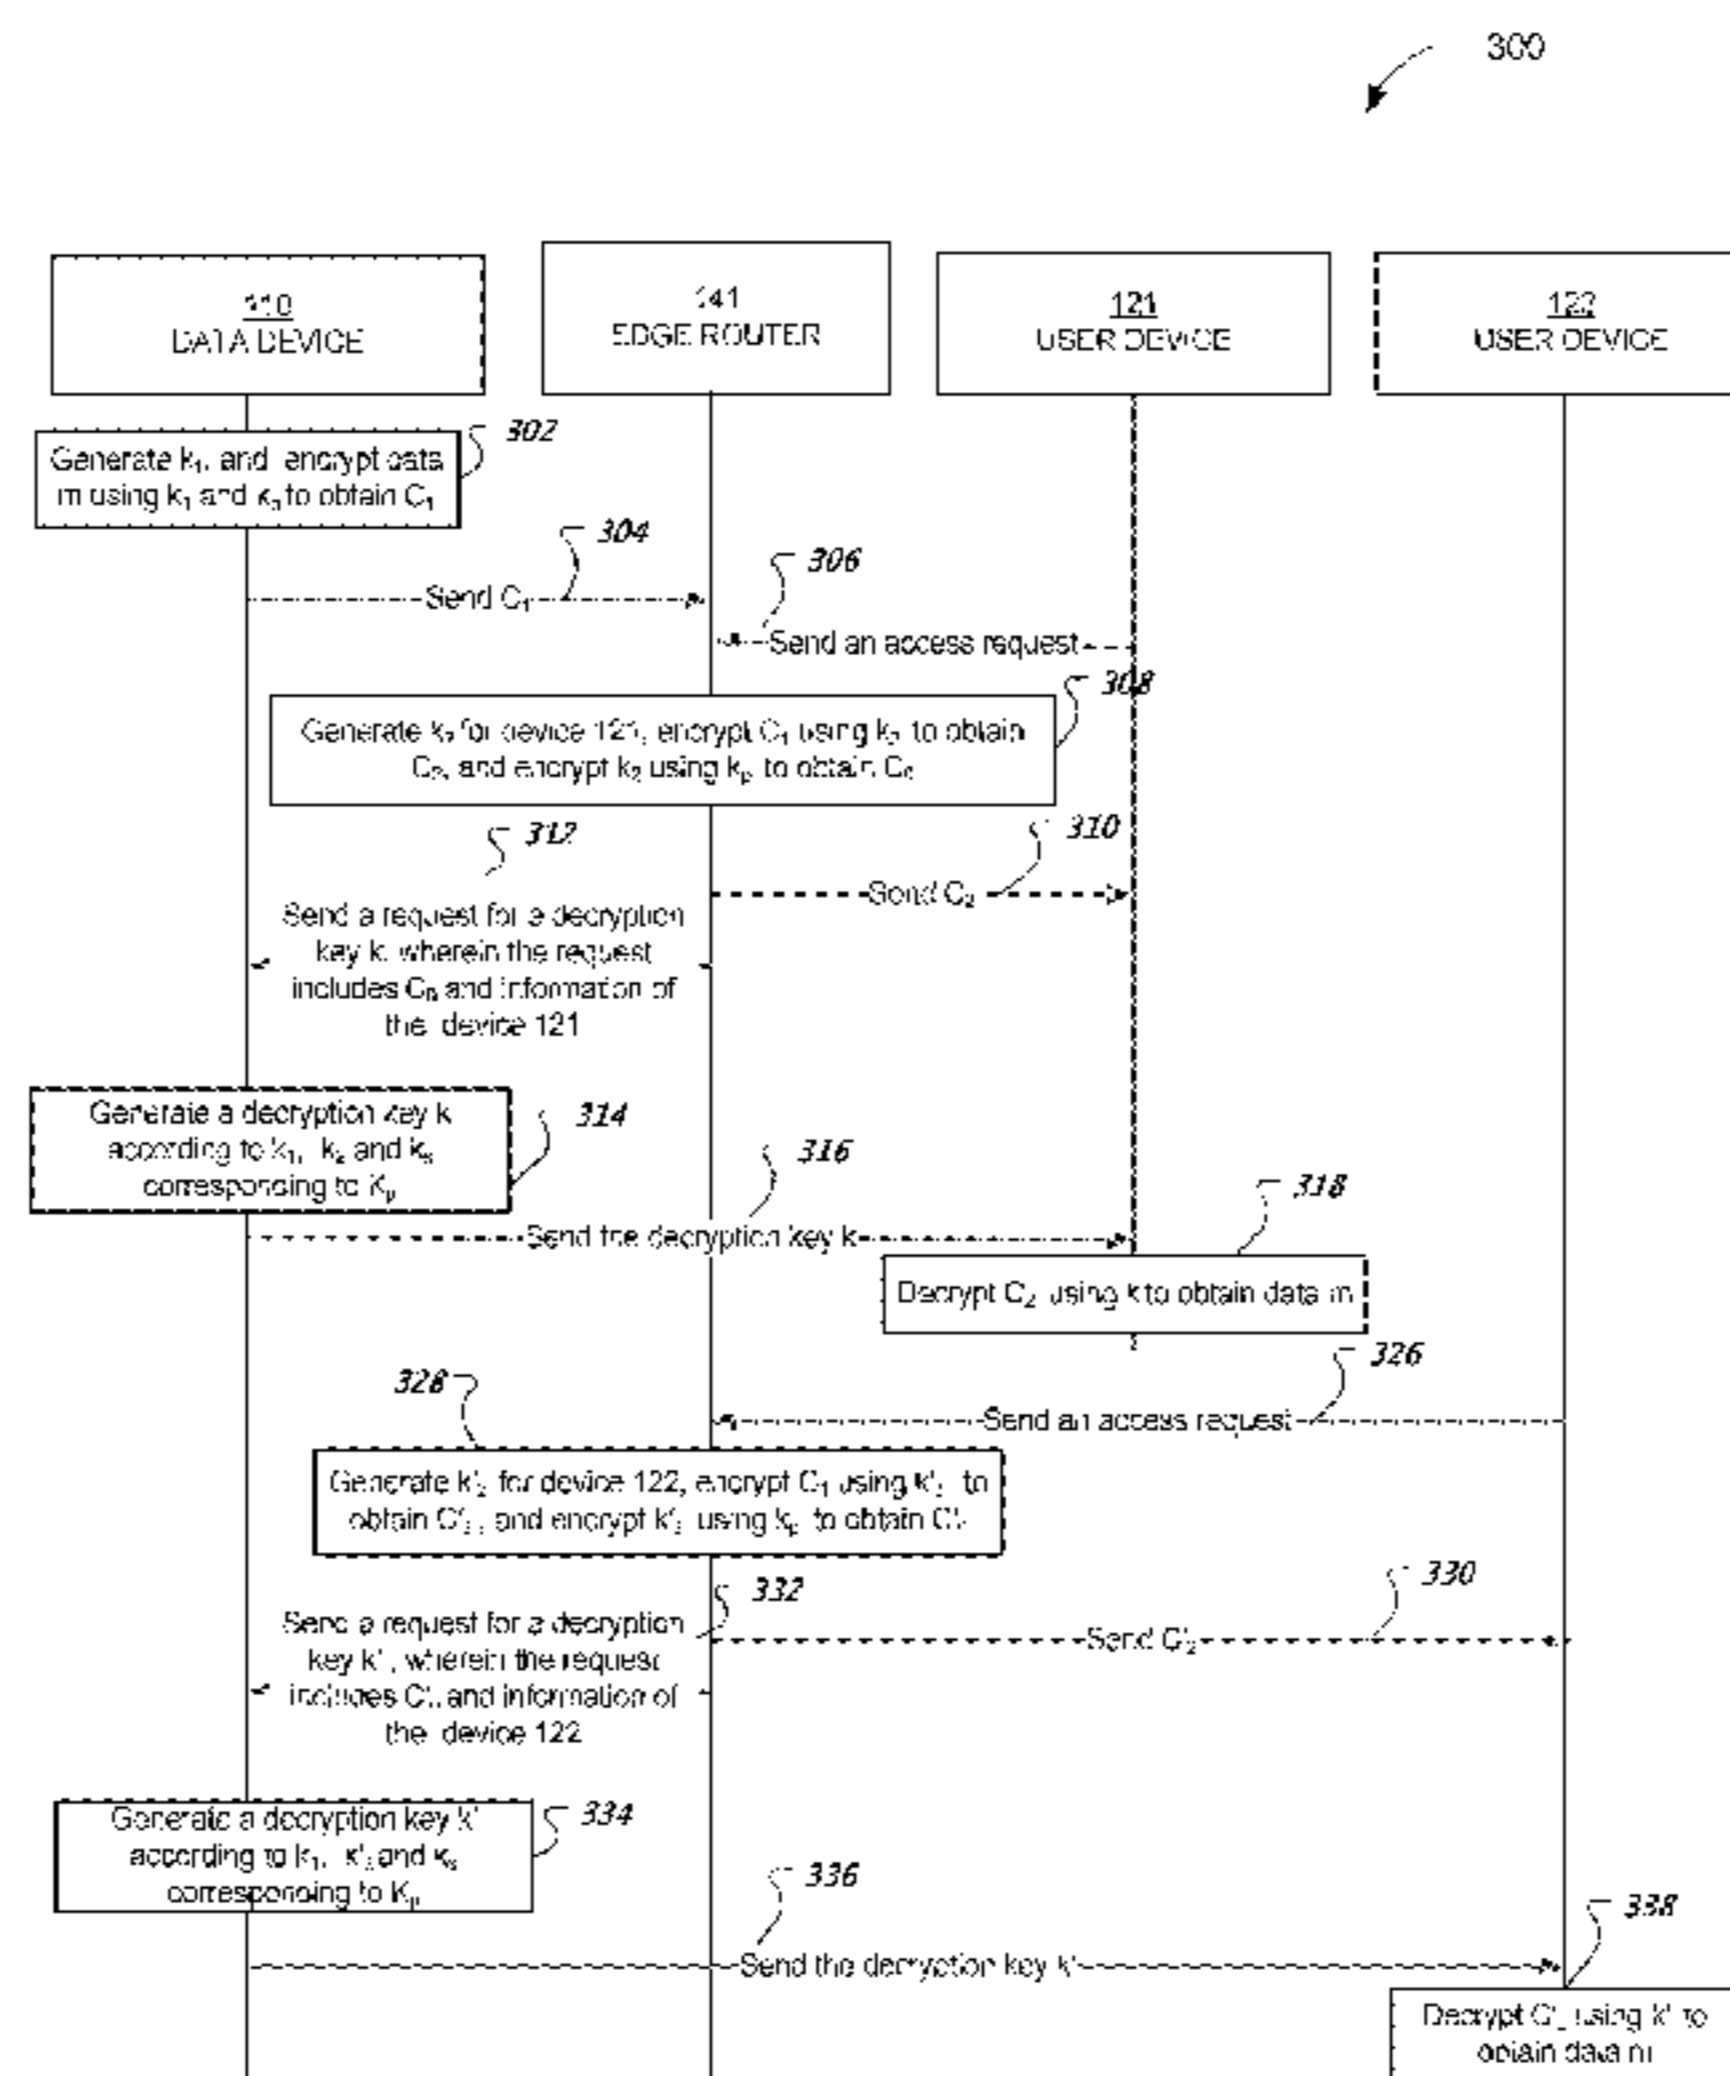 300
110
DATA DEVICE
141
EDGE ROUTER
121
USER DEVICE
122
USER DEVICE
302
Generate k₁, and encrypt data
m using k₁ and to obtain C₁
304
Send C₁
306
Send an access request
308
Generate k₂ for device 121, encrypt C₁ using k₂ to obtain
C₂, and encrypt k₂ using kₚ to obtain
312
310
Send C₂
Send a request for a decryption
key k, wherein the request
includes and information of
the device 121
314
Generate a decryption key k
according to k₁, k₂ and kₛ
corresponding to Kₚ
316
Send the decryption key k
318
Decrypt C₂ using k to obtain data m
326
Send an access request
328
Generate k'₂ for device 122, encrypt C₁ using k'₂ to
obtain C'₂, and encrypt k'₂ using kₚ to obtain
332
330
Send C'₂
Send a request for a decryption
key k', wherein the request
includes and information of
the device 122
334
Generate a decryption key k'
according to k₁, k'₂ and kₛ
corresponding to Kₚ
336
Send the decryption key k'
338
Decrypt C'₂ using k' to
obtain data m